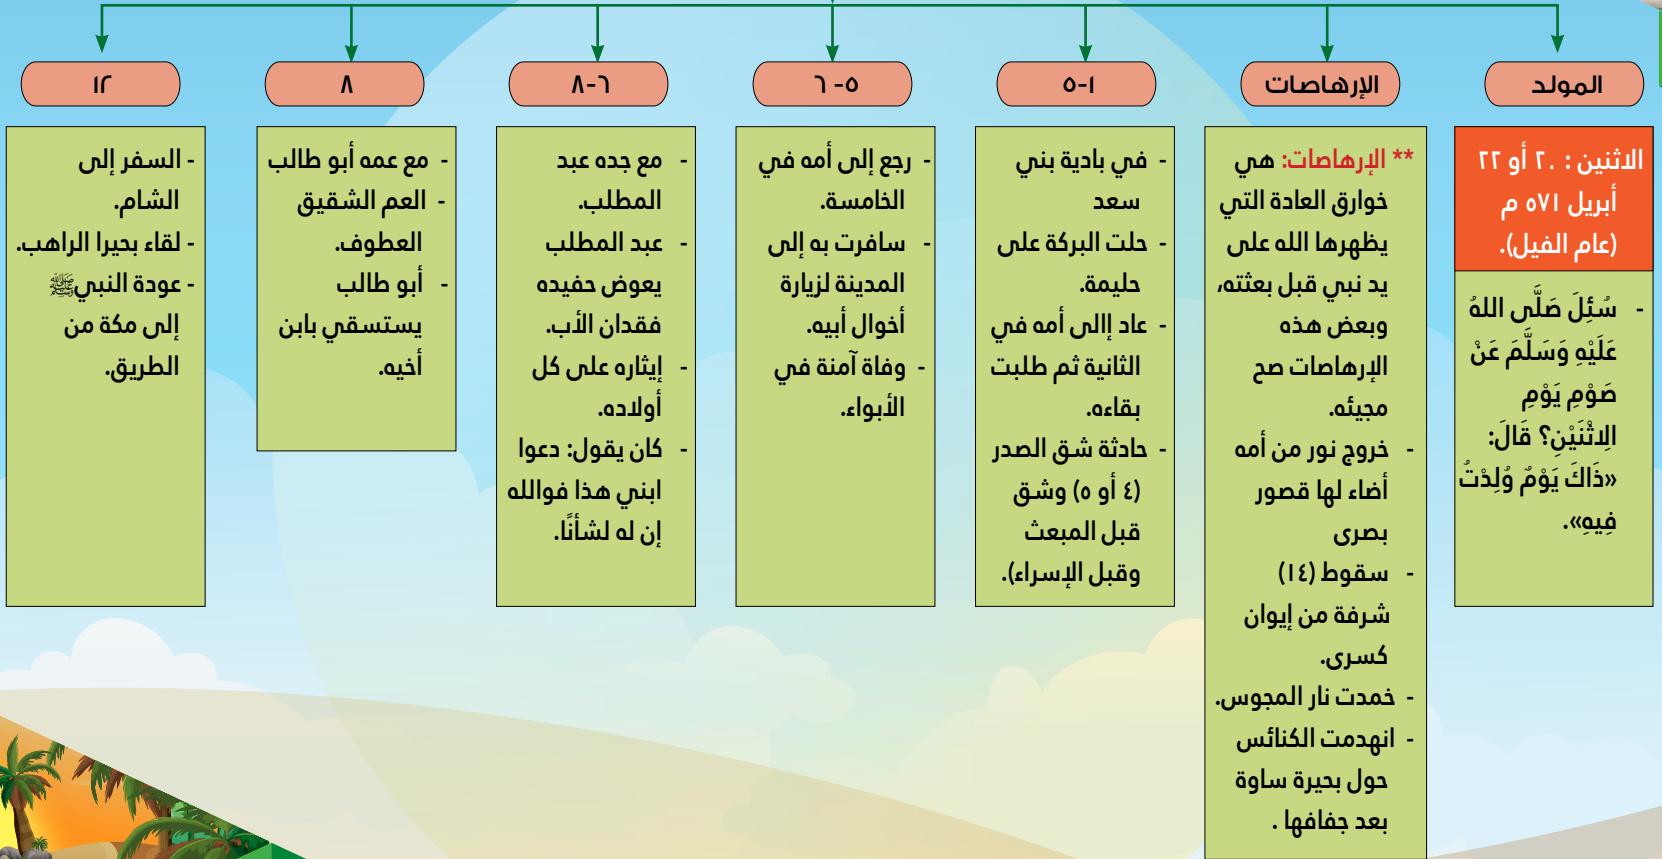 المولد
الاثنين : ٢٠ أو ٢٢
أبريل ٥٧١ م
(عام الفيل).
- سُئِلَ صَلَّى اللهُ
عَلَيْهِ وَسَلَّمَ عَنْ
صَوْمِ يَوْمِ
الِاثْنَيْنِ؟ قَالَ:
«ذَاكَ يَوْمٌ وُلِدْتُ
فِيهِ».
الإرهاصات
** الإرهاصات: هي
خوارق العادة التي
يظهرها الله على
يد نبي قبل بعثته،
وبعض هذه
الإرهاصات صح
مجيئه.
- خروج نور من أمه
أضاء لها قصور
بصرى
- سقوط (١٤)
شرفة من إيوان
كسرى.
- خمدت نار المجوس.
- انهدمت الكنائس
حول بحيرة ساوة
بعد جفافها .
١-٥
- في بادية بني
سعد
- حلت البركة على
حليمة.
- عاد إالى أمه في
الثانية ثم طلبت
بقاءه.
- حادثة شق الصدر
(٤ أو ٥) وشق
قبل المبعث
وقبل الإسراء).
٥- ٦
- رجع إلى أمه في
الخامسة.
- سافرت به إلى
المدينة لزيارة
أخوال أبيه.
- وفاة آمنة في
الأبواء.
٦-٨
- مع جده عبد
المطلب.
- عبد المطلب
يعوض حفيده
فقدان الأب.
- إيثاره على كل
أولاده.
- كان يقول: دعوا
ابني هذا فوالله
إن له لشأنًا.
٨
- مع عمه أبو طالب
- العم الشقيق
العطوف.
- أبو طالب
يستسقي بابن
أخيه.
١٢
- السفر إلى
الشام.
- لقاء بحيرا الراهب.
- عودة النبي ﷺ
إلى مكة من
الطريق.